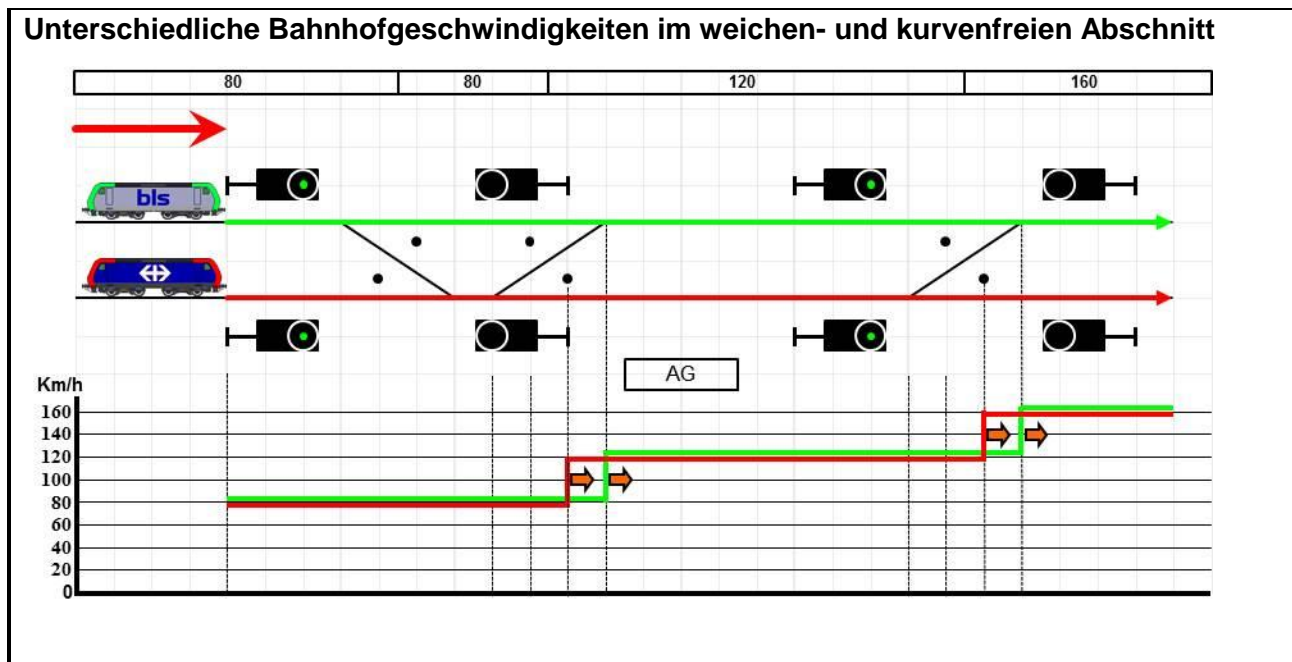 Unterschiedliche Bahnhofgeschwindigkeiten im weichen- und kurvenfreien Abschnitt
80 80 120 160
bls
AG
Km/h
160
140
120
100
80
60
40
20
0